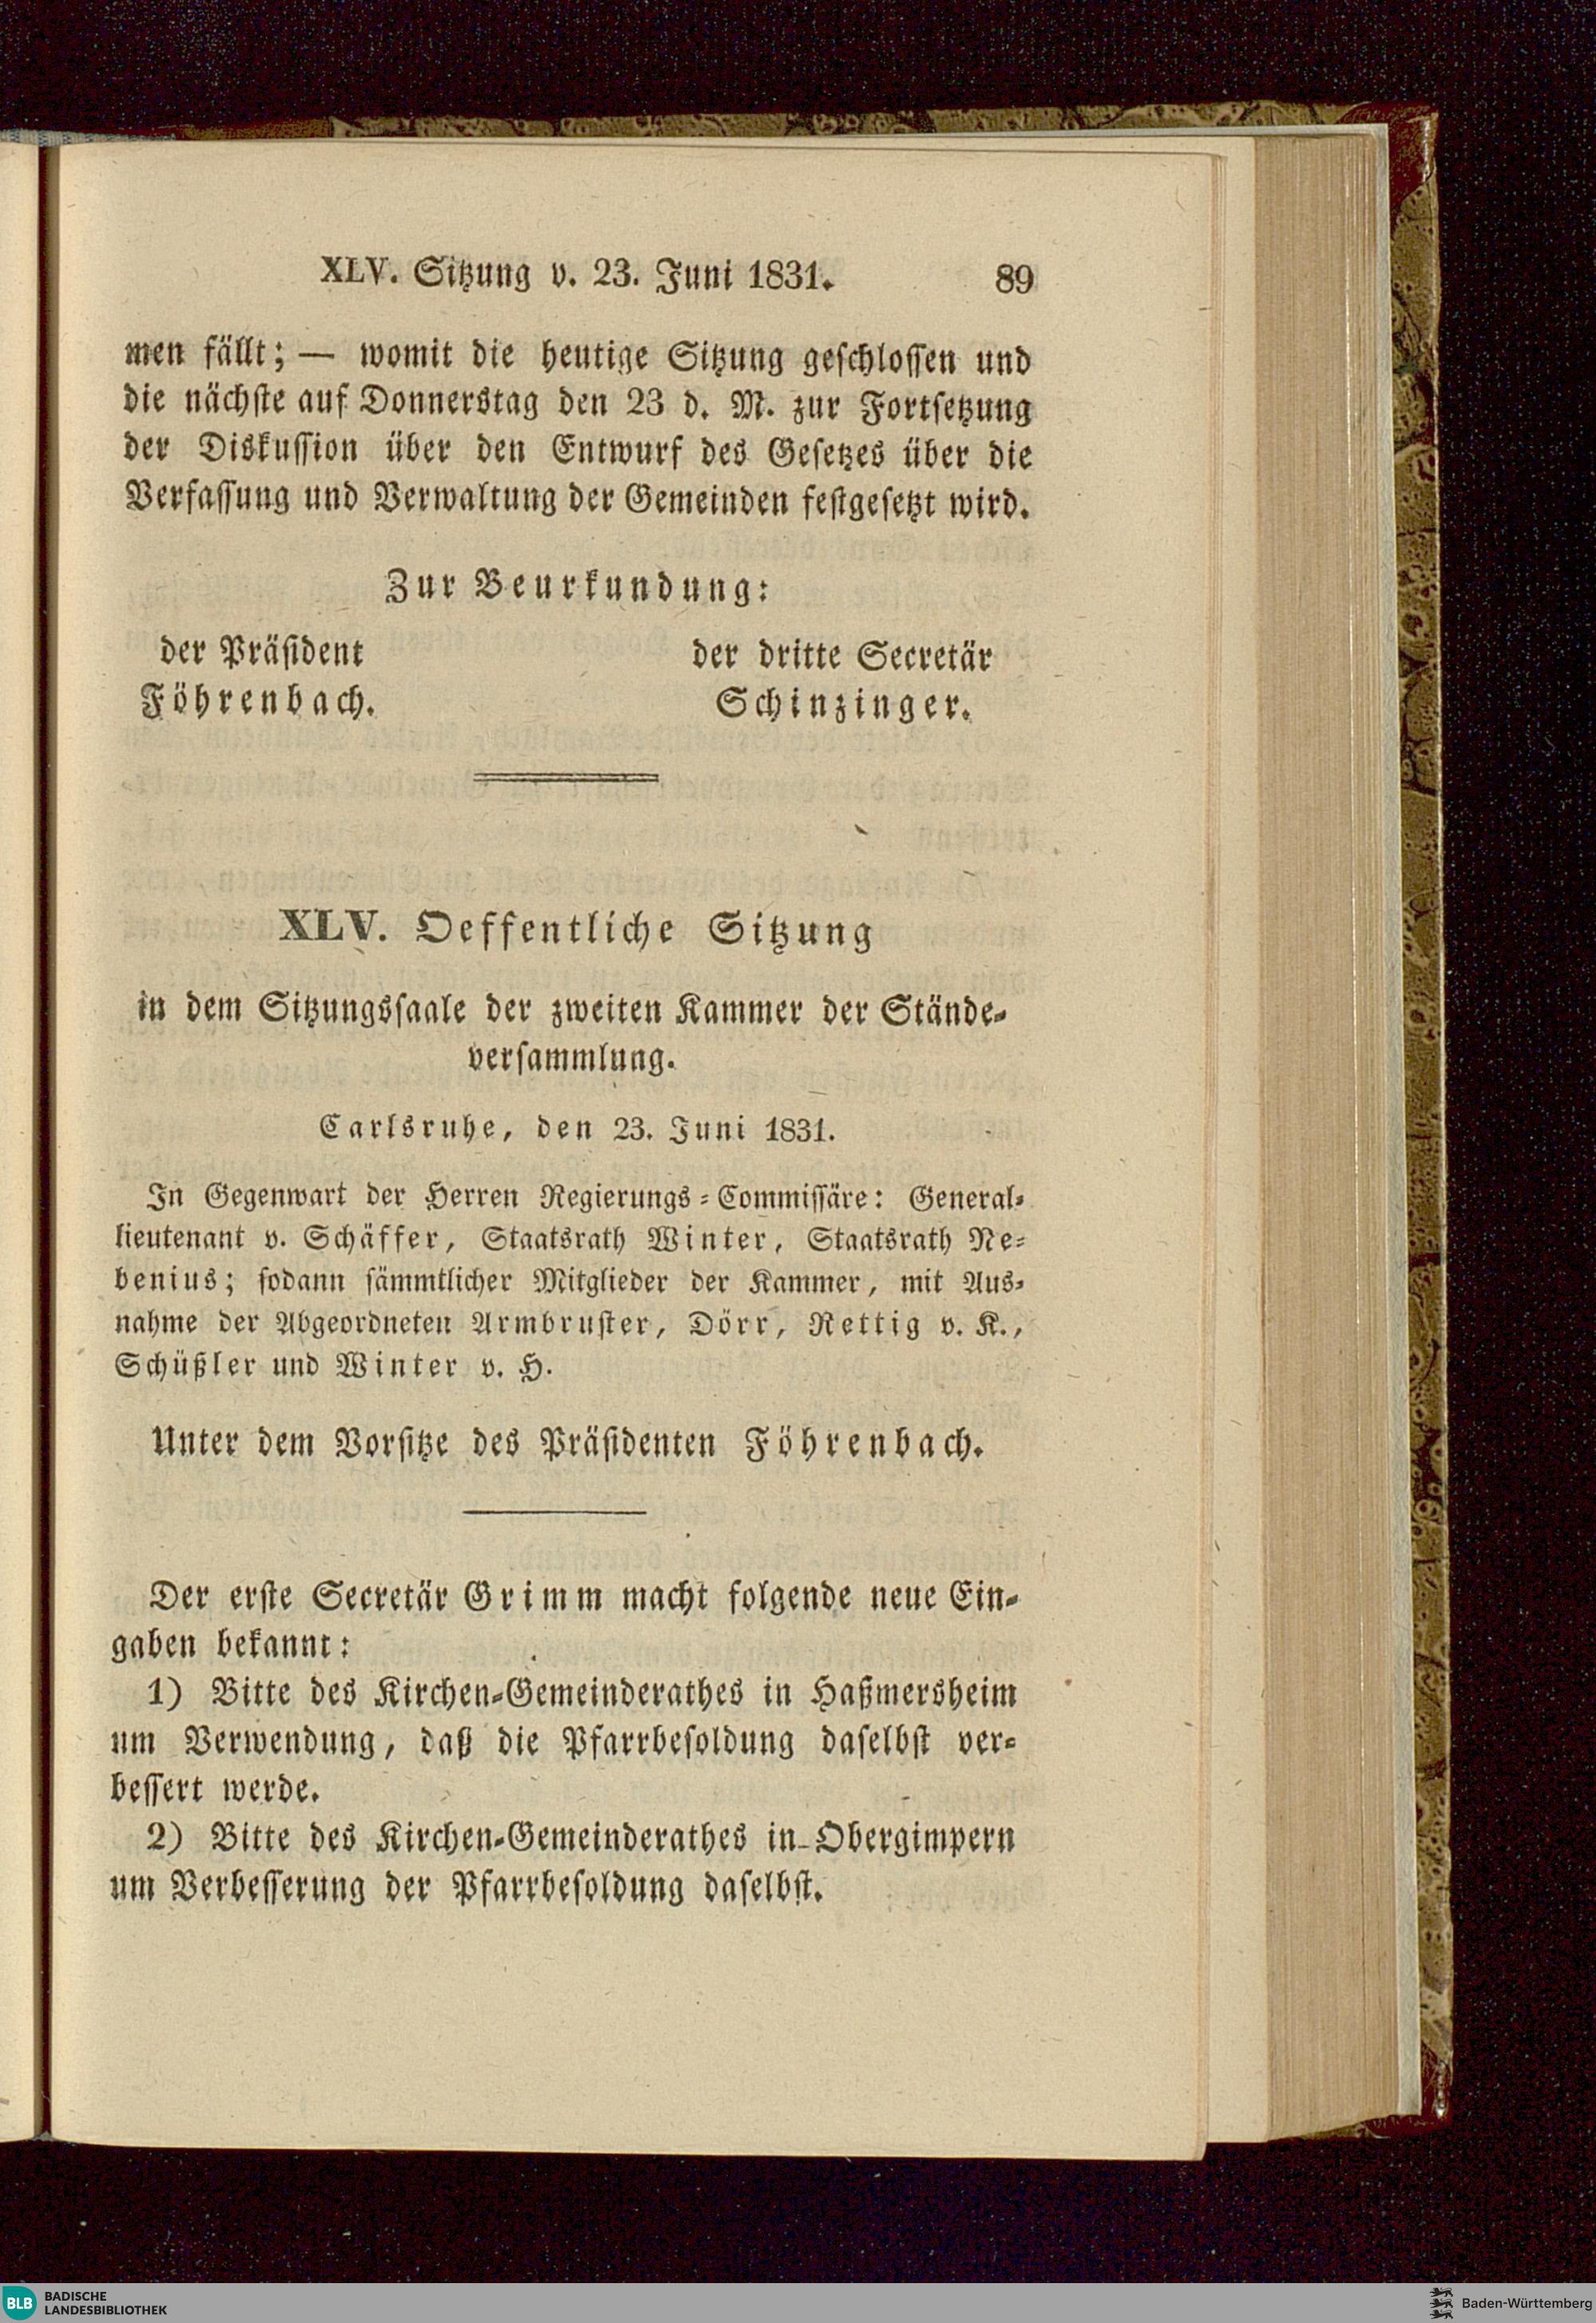 XLV. Sitzung v. 23. Juni 1831. 89
men fällt; — womit die heutige Sitzung geschlossen und
die nächste auf Donnerstag den 23 d. M. zur Fortsetzung
der Diskussion über den Entwurf des Gesetzes über die
Verfassung und Verwaltung der Gemeinden festgesetzt wird.
Zur Beurkundung:
der Präsident der dritte Secretär
Föhrenbach. Schinzinger.
XLV. Oeffentliche Sitzung
in dem Sitzungssaale der zweiten Kammer der Stände-
versammlung.
Carlsruhe, den 23. Juni 1831.
In Gegenwart der Herren Regierungs-Commissäre: General-
lieutenant v. Schäffer, Staatsrath Winter, Staatsrath Ne-
benius; sodann sämmtlicher Mitglieder der Kammer, mit Aus-
nahme der Abgeordneten Armbruster, Dörr, Rettig v. K.,
Schüßler und Winter v. H.
Unter dem Vorsitze des Präsidenten Föhrenbach.
Der erste Secretär Grimm macht folgende neue Ein-
gaben bekannt:
1) Bitte des Kirchen-Gemeinderathes in Haßmersheim
um Verwendung, daß die Pfarrbesoldung daselbst ver-
bessert werde.
2) Bitte des Kirchen-Gemeinderathes in Obergimpern
um Verbesserung der Pfarrbesoldung daselbst.
BLB BADISCHE
LANDESBIBLIOTHEK
Baden-Württemberg